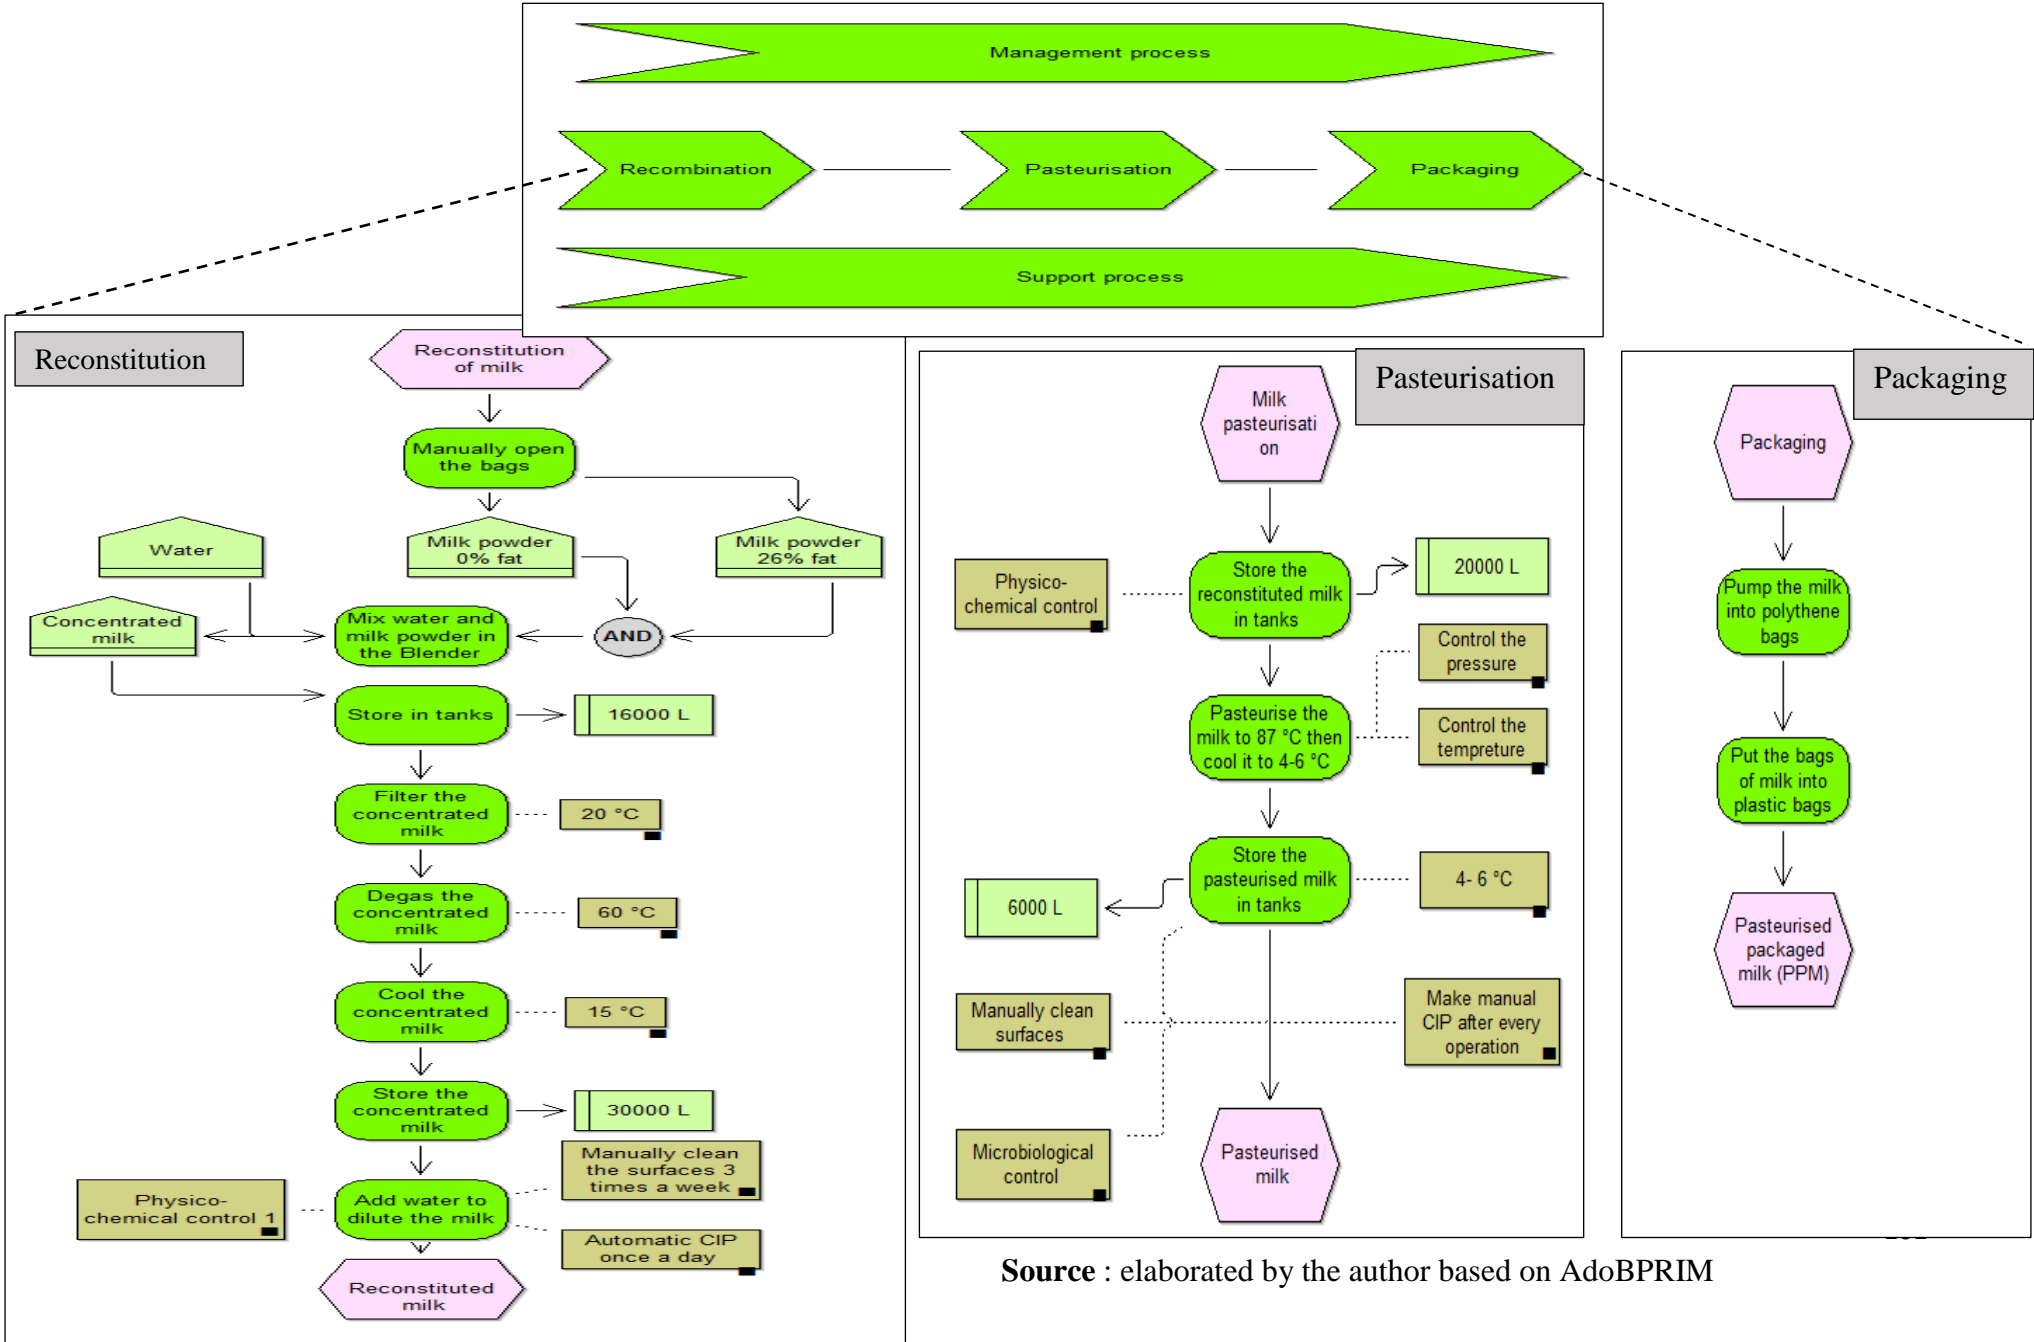 Management process
Recombination
Pasteurisation
Packaging
Support process
Reconstitution
Reconstitution
of milk
Manually open
the bags
Water
Milk powder
0% fat
Milk powder
26% fat
Concentrated
milk
Mix water and
milk powder in
the Blender
AND
Store in tanks
16000 L
Filter the
concentrated
milk
20 °C
Degas the
concentrated
milk
60 °C
Cool the
concentrated
milk
15 °C
Store the
concentrated
milk
30000 L
Manually clean
the surfaces 3
times a week
Physico-
chemical control 1
Add water to
dilute the milk
Automatic CIP
once a day
Reconstituted
milk
Pasteurisation
Milk
pasteurisati
on
Physico-
chemical control
Store the
reconstituted milk
in tanks
20000 L
Control the
pressure
Pasteurise the
milk to 87 °C then
cool it to 4-6 °C
Control the
tempreture
Store the
pasteurised milk
in tanks
4- 6 °C
6000 L
Manually clean
surfaces
Make manual
CIP after every
operation
Microbiological
control
Pasteurised
milk
Packaging
Packaging
Pump the milk
into polythene
bags
Put the bags
of milk into
plastic bags
Pasteurised
packaged
milk (PPM)
Source : elaborated by the author based on AdoBPRIM